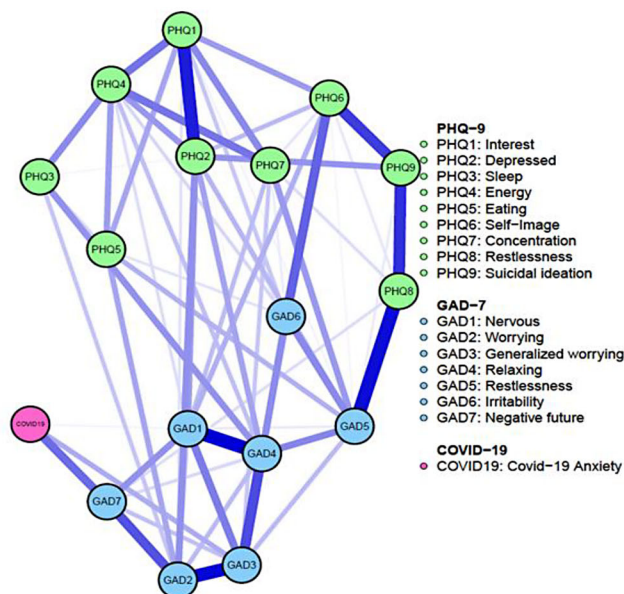 PHQ1
PHQ4
PHQ6
PHQ2
PHQ7
PHQ9
PHQ3
PHQ5
PHQ8
GAD6
COVID19
GAD1
GAD5
GAD4
GAD7
GAD3
GAD2
PHQ−9
PHQ1: Interest
PHQ2: Depressed
PHQ3: Sleep
PHQ4: Energy
PHQ5: Eating
PHQ6: Self-Image
PHQ7: Concentration
PHQ8: Restlessness
PHQ9: Suicidal ideation
GAD−7
GAD1: Nervous
GAD2: Worrying
GAD3: Generalized worrying
GAD4: Relaxing
GAD5: Restlessness
GAD6: Irritability
GAD7: Negative future
COVID−19
COVID19: Covid-19 Anxiety